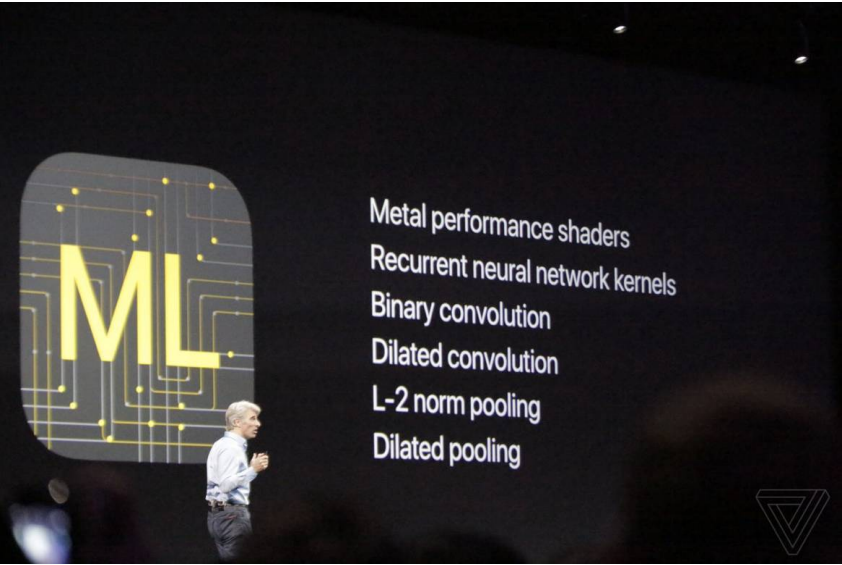 ML
Metal performance shaders
Recurrent neural network kernels
Binary convolution
Dilated convolution
L-2 norm pooling
Dilated pooling